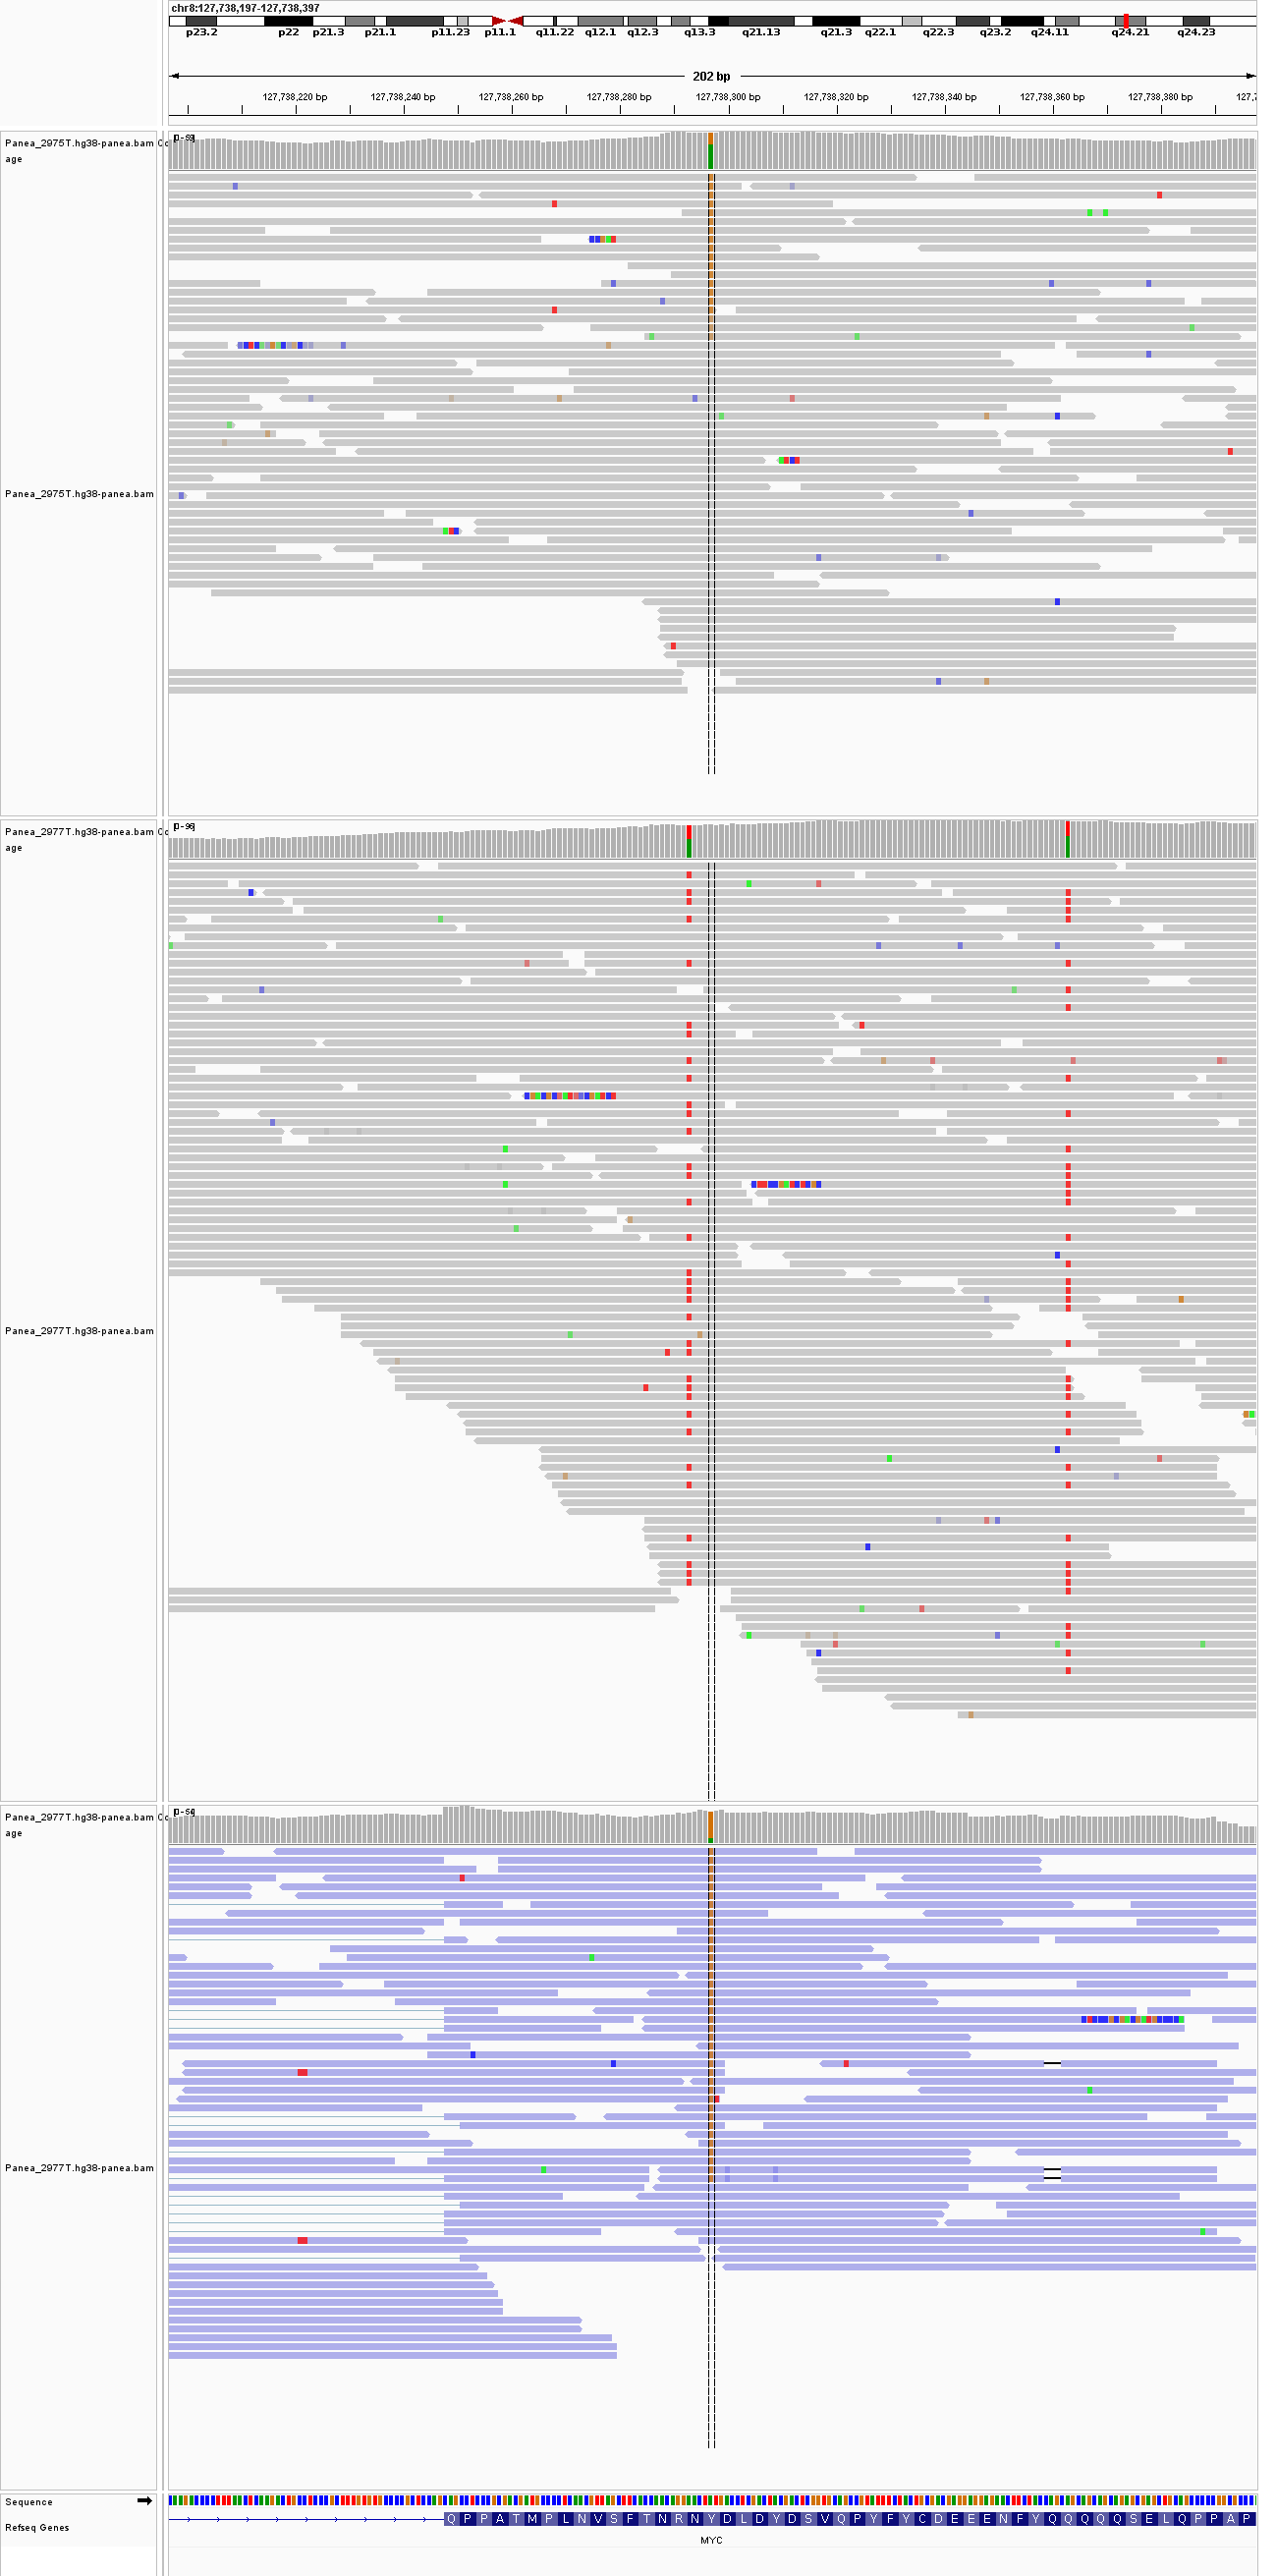 chr8:127,738,197-127,738,397
p23.2 p22 p21.3 p21.1 p11.23 p11.1 q11.22 q12.1 q12.3 q13.3 q21.13 q21.3 q22.1 q22.3 q23.2 q24.11 q24.21 q24.23
202 bp
127,738,220 bp 127,738,240 bp 127,738,260 bp 127,738,280 bp 127,738,300 bp 127,738,320 bp 127,738,340 bp 127,738,360 bp 127,738,380 bp 127,7
Panea_2975T.hg38-panea.bam Co
age
Panea_2975T.hg38-panea.bam
Panea_2977T.hg38-panea.bam Co
age
Panea_2977T.hg38-panea.bam
Panea_2977T.hg38-panea.bam Co
age
Panea_2977T.hg38-panea.bam
Sequence
Refseq Genes
Q P P A T M P L N V S F T N R N Y D L D Y D S V Q P Y F Y C D E E E N F Y Q Q Q Q S E L Q P P A P
MYC